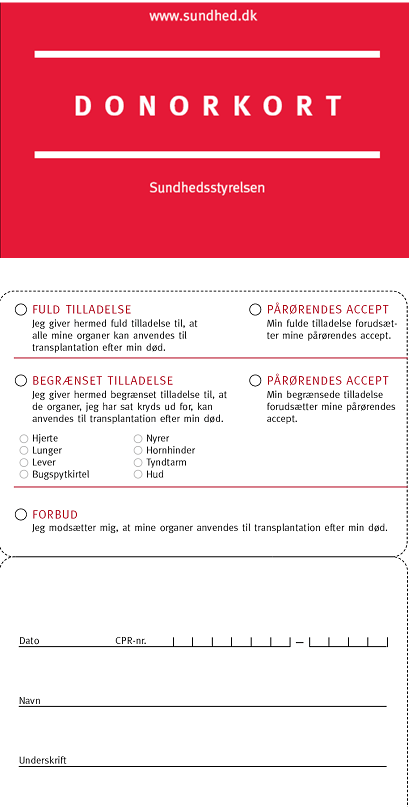 www.sundhed.dk
DONORKORT
Sundhedsstyrelsen
FULD TILLADELSE
Jeg giver hermed fuld tilladelse til, at
alle mine organer kan anvendes til
transplantation efter min død.
PÅRØRENDES ACCEPT
Min fulde tilladelse forudsæt-
ter mine pårørendes accept.
BEGRÆNSET TILLADELSE
Jeg giver hermed begrænset tilladelse til, at
de organer, jeg har sat kryds ud for, kan
anvendes til transplantation efter min død.
PÅRØRENDES ACCEPT
Min begrænsede tilladelse
forudsætter mine pårørendes
accept.
Hjerte
Lunger
Lever
Bugspytkirtel
Nyrer
Hornhinder
Tyndtarm
Hud
FORBUD
Jeg modsætter mig, at mine organer anvendes til transplantation efter min død.
Dato CPR-nr. –
Navn
Underskrift